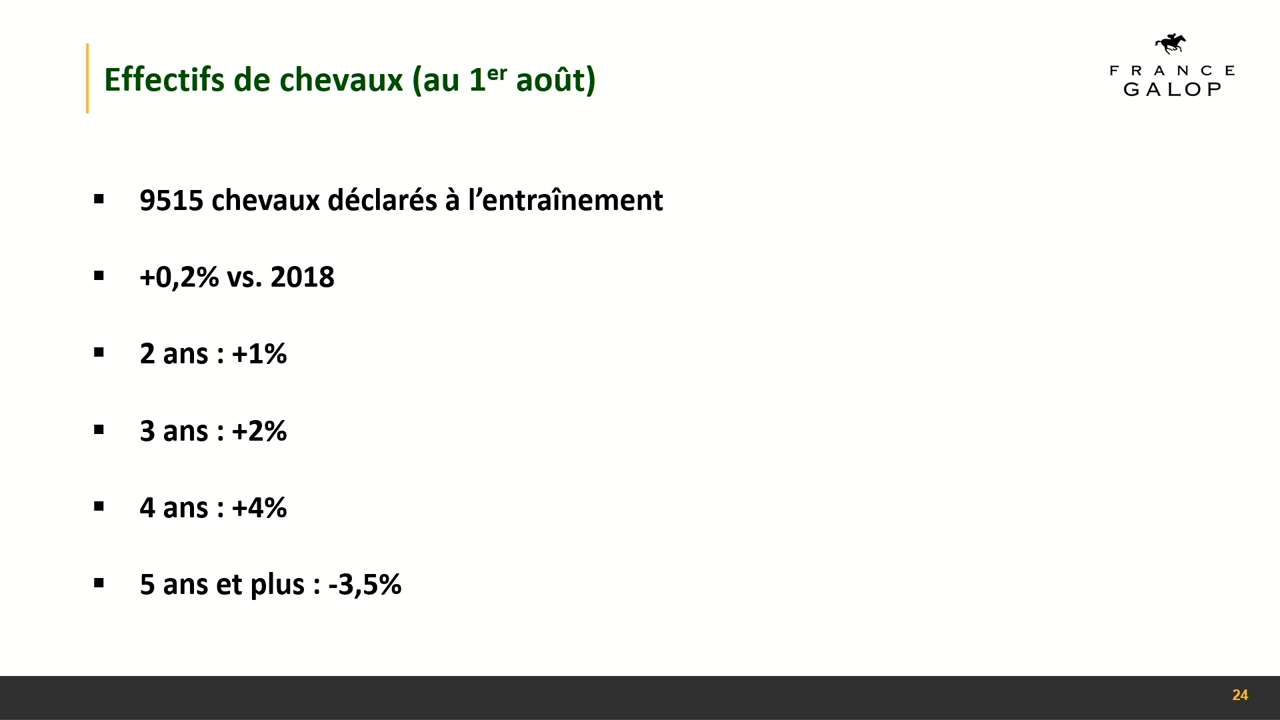 Effectifs de chevaux (au 1er août)
FRANCE
GALOP
▪ 9515 chevaux déclarés à l’entraînement
▪ +0,2% vs. 2018
▪ 2 ans : +1%
▪ 3 ans : +2%
▪ 4 ans : +4%
▪ 5 ans et plus : -3,5%
24